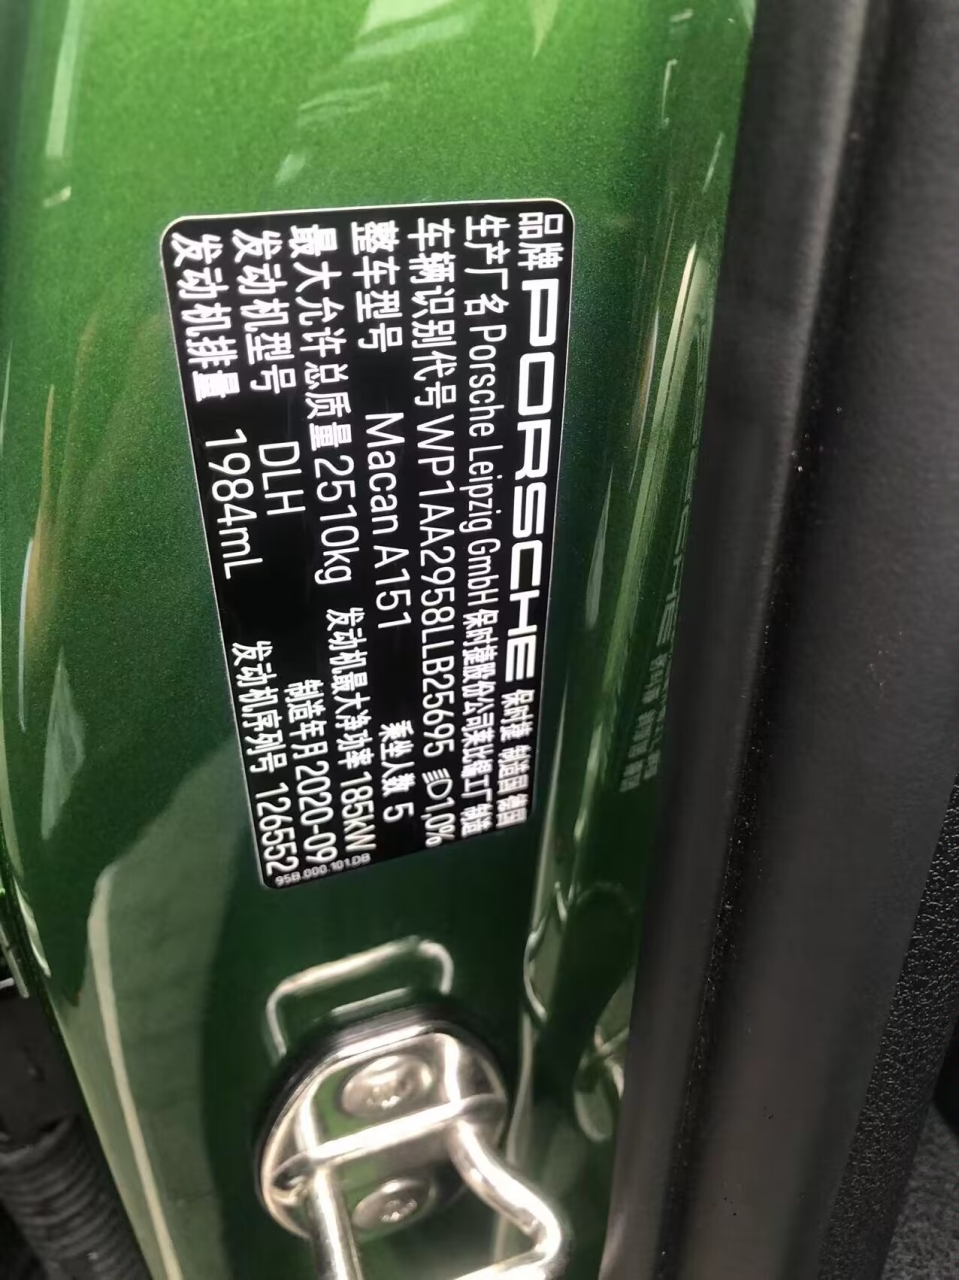 品牌 PORSCHE 保时捷 制造国 德国
生产厂名 Porsche Leipzig GmbH 保时捷股份公司莱比锡工厂 制造
车辆识别代号 WP1AA2958LLB25695 1,0%
整车型号 Macan A151 乘坐人数 5
最大允许总质量 2510kg 发动机最大净功率 185kW
发动机型号 DLH 制造年月 2020-09
发动机排量 1984mL 发动机序列号 126552
95B.000.101.DB